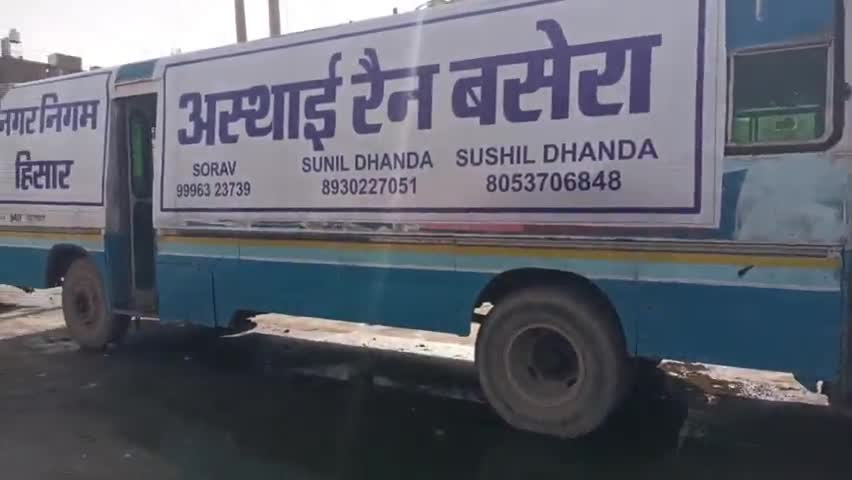 नगर निगम
हिसार
अस्थाई रैन बसेरा
SORAV
99963 23739
SUNIL DHANDA
8930227051
SUSHIL DHANDA
8053706848